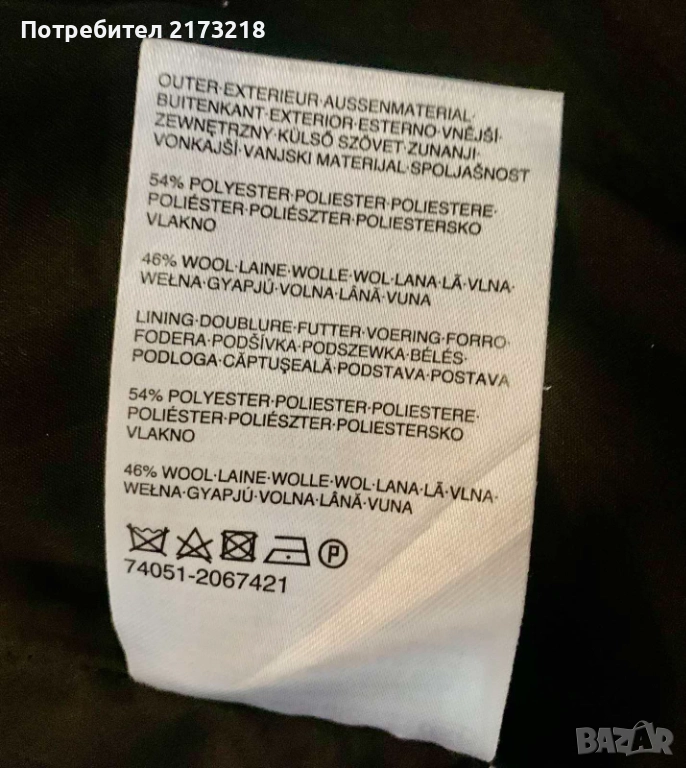 Потребител 2173218
OUTER·EXTERIEUR·AUSSENMATERIAL·
BUITENKANT·EXTERIOR·ESTERNO·VNĚJŠÍ·
ZEWNĘTRZNY·KÜLSŐ SZÖVET·ZUNANJI·
VONKAJŠÍ·VANJSKI MATERIJAL·SPOLJAŠNOST
54% POLYESTER·POLIESTER·POLIESTERE·
POLIÉSTER·POLIÉSZTER·POLIESTERSKO
VLAKNO
46% WOOL·LAINE·WOLLE·WOL·LANA·LÃ·VLNA·
WEŁNA·GYAPJÚ·VOLNA·LÂNĂ·VUNA
LINING·DOUBLURE·FUTTER·VOERING·FORRO·
FODERA·PODŠÍVKA·PODSZEWKA·BÉLÉS·
PODLOGA·CĂPTUŞEALĂ·PODSTAVA·POSTAVA
54% POLYESTER·POLIESTER·POLIESTERE·
POLIÉSTER·POLIÉSZTER·POLIESTERSKO
VLAKNO
46% WOOL·LAINE·WOLLE·WOL·LANA·LÃ·VLNA·
WEŁNA·GYAPJÚ·VOLNA·LÂNĂ·VUNA
P
74051-2067421
BAZAR